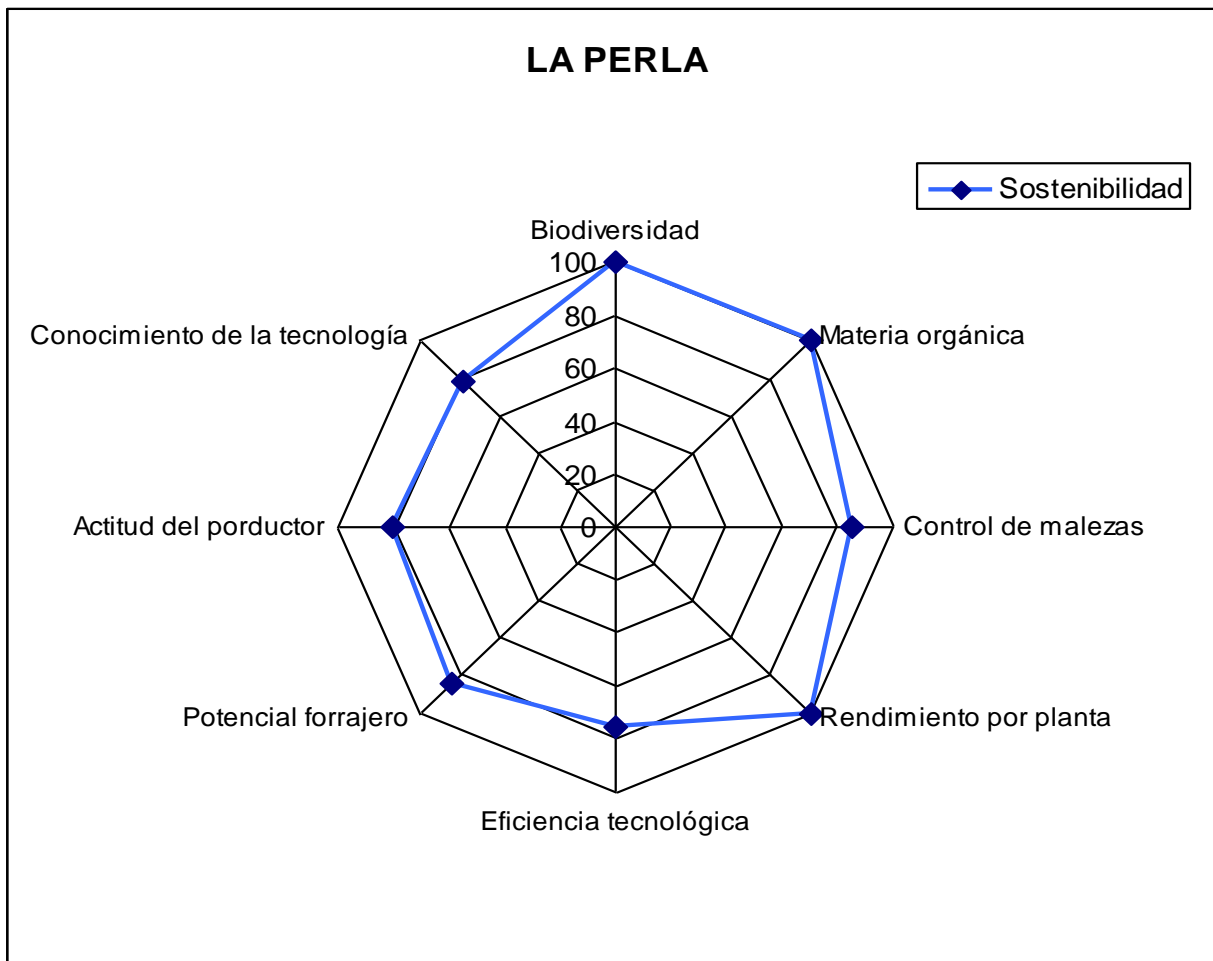 LA PERLA
Sostenibilidad
Biodiversidad
100
80
60
40
20
0
Conocimiento de la tecnología
Materia orgánica
Actitud del porductor
Control de malezas
Potencial forrajero
Rendimiento por planta
Eficiencia tecnológica